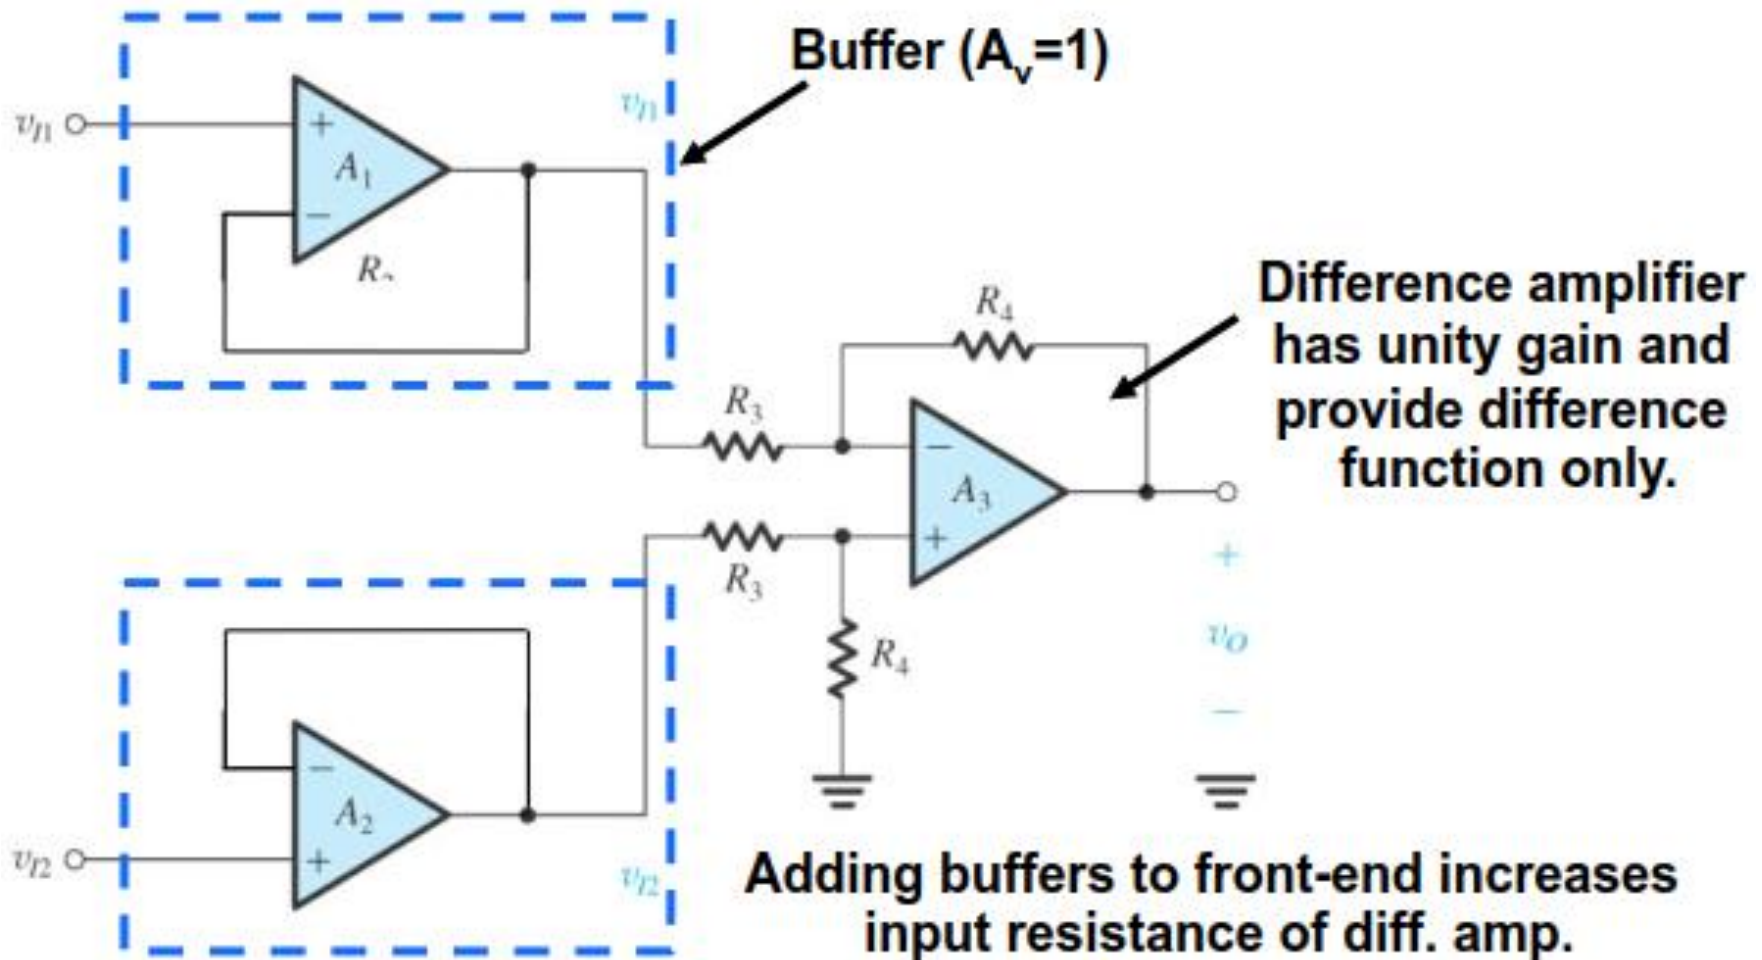 Buffer (Av=1)
vI1
vI1
+
A1
−
R
Difference amplifier
has unity gain and
provide difference
function only.
R4
R3
−
A3
+
R3
R4
+
vO
−
−
A2
+
vI2
vI2
Adding buffers to front-end increases
input resistance of diff. amp.